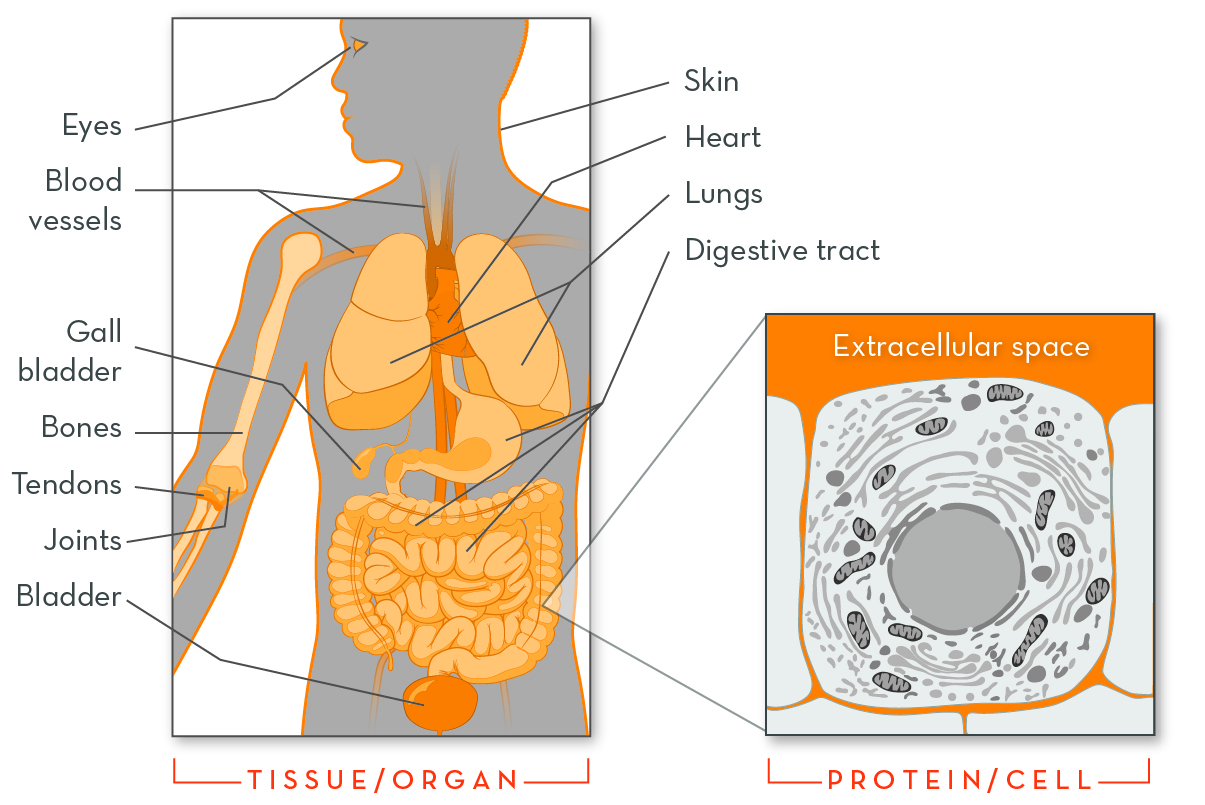 Eyes
Blood
vessels
Gall
bladder
Bones
Tendons
Joints
Bladder
Skin
Heart
Lungs
Digestive tract
Extracellular space
TISSUE/ORGAN
PROTEIN/CELL